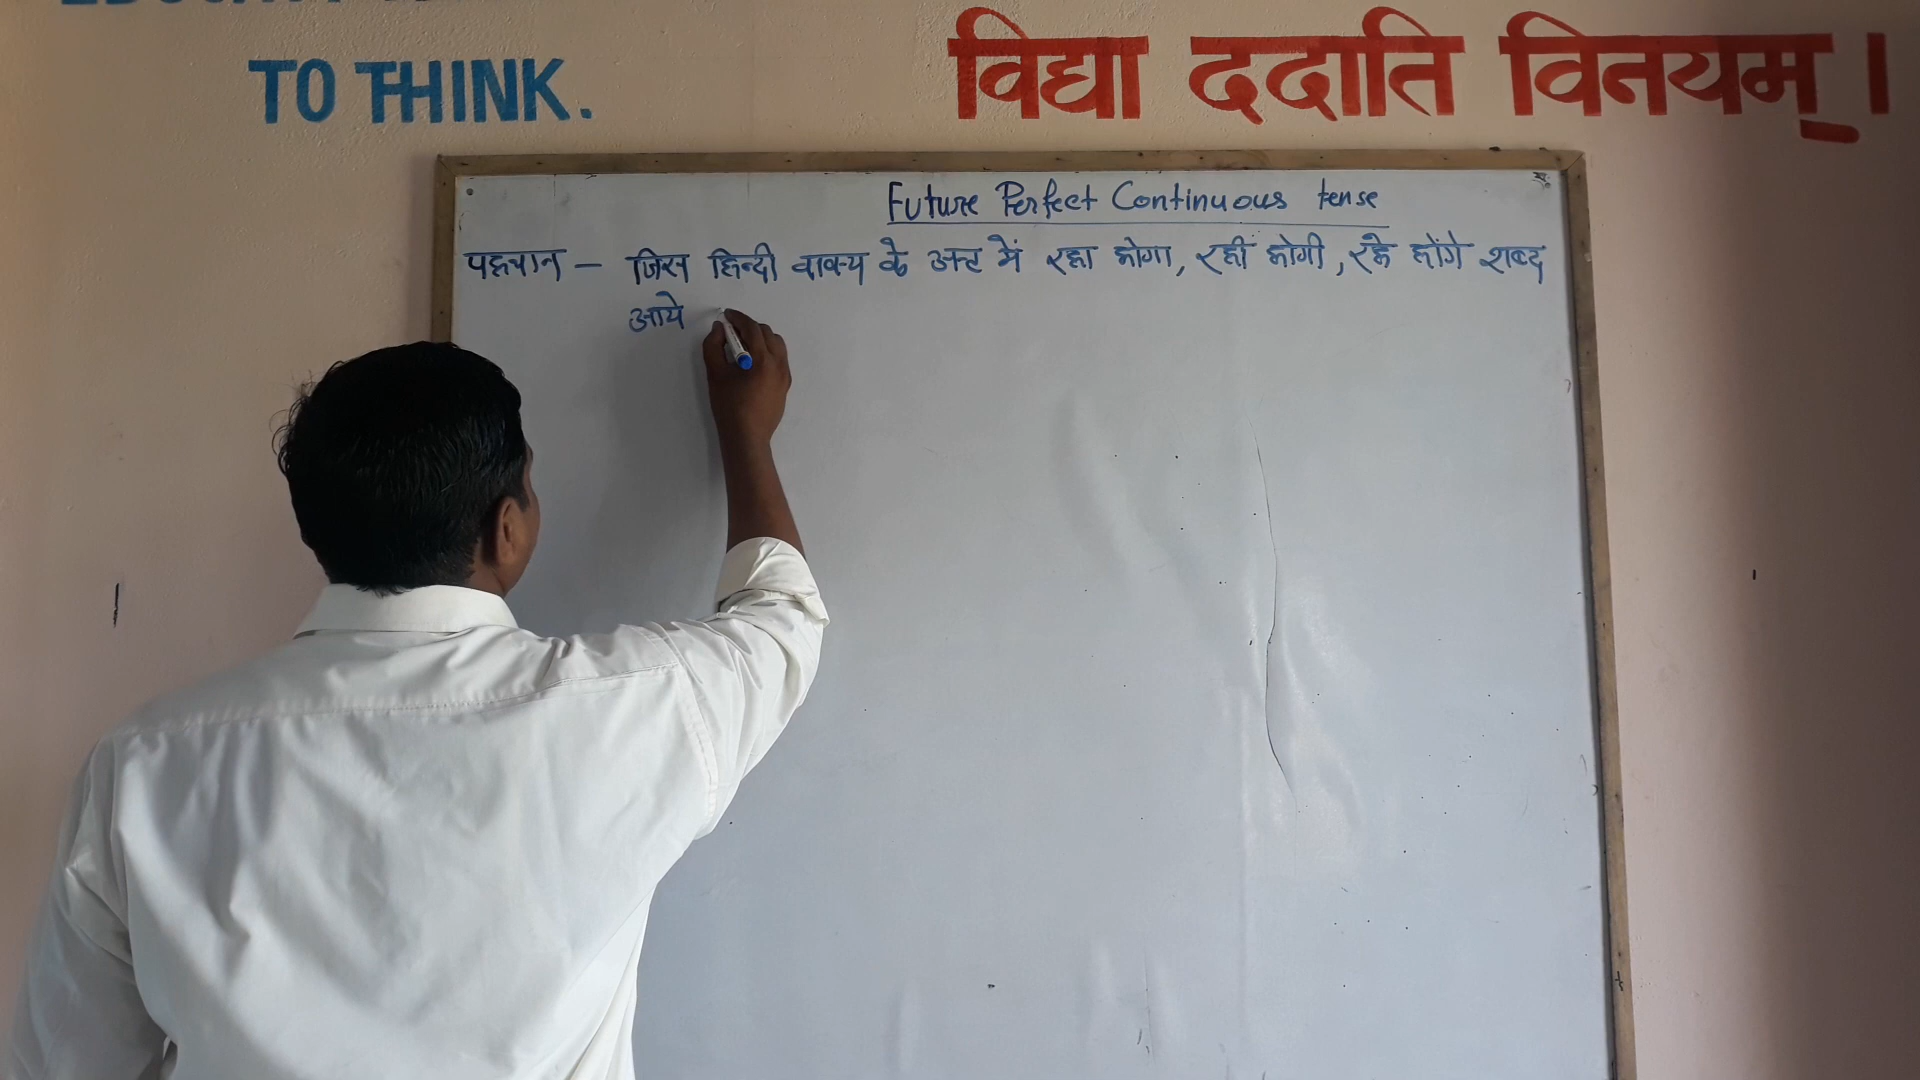 TO THINK.
विद्या ददाति विनयम् ।
Future Perfect Continuous tense
पहचान – जिस हिन्दी वाक्य के अन्त में रहा होगा, रही होगी, रहे होंगे शब्द
आये